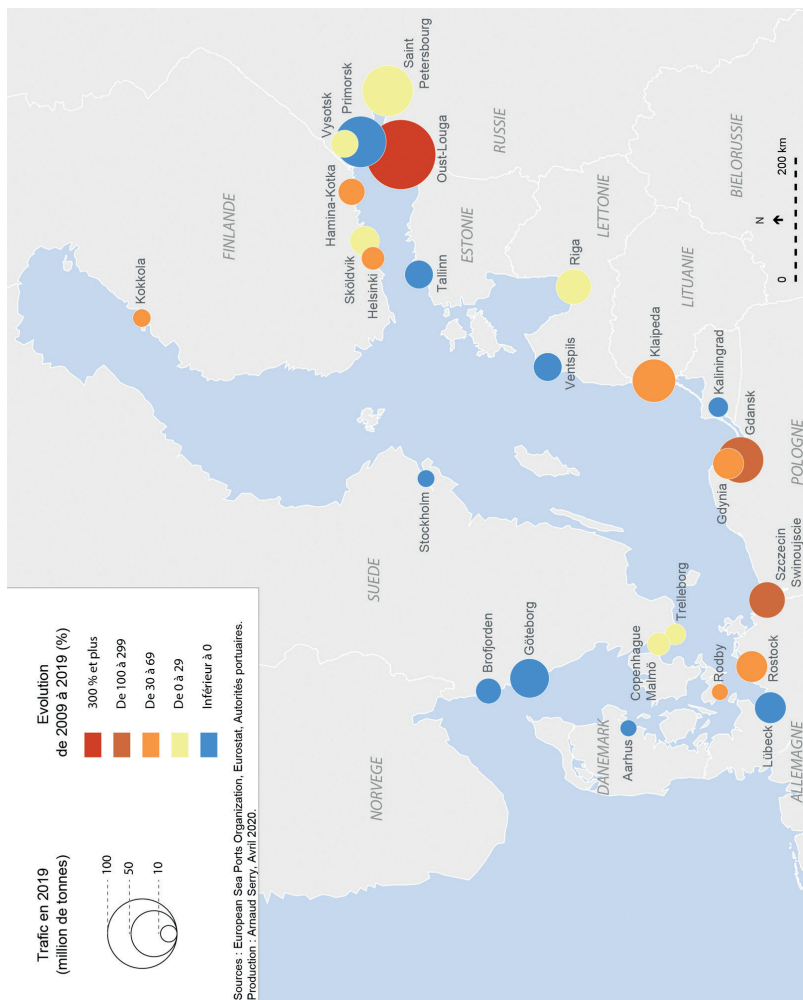 Trafic en 2019
(million de tonnes)
100
50
10
Evolution
de 2009 à 2019 (%)
300 % et plus
De 100 à 299
De 30 à 69
De 0 à 29
Inférieur à 0
Sources : European Sea Ports Organization, Eurostat, Autorités portuaires.
Production : Arnaud Serry, Avril 2020.
NORVEGE
SUEDE
FINLANDE
RUSSIE
ESTONIE
LETTONIE
LITUANIE
BIELORUSSIE
POLOGNE
ALLEMAGNE
DANEMARK
Kokkola
Vysotsk
Primorsk
Saint
Petersbourg
Oust-Louga
Hamina-Kotka
Sköldvik
Helsinki
Tallinn
Riga
Ventspils
Klaipeda
Kaliningrad
Gdansk
Gdynia
Stockholm
Szczecin
Swinoujscie
Trelleborg
Copenhague
Malmö
Rodby
Rostock
Lübeck
Aarhus
Göteborg
Brofjorden
N
0
200 km